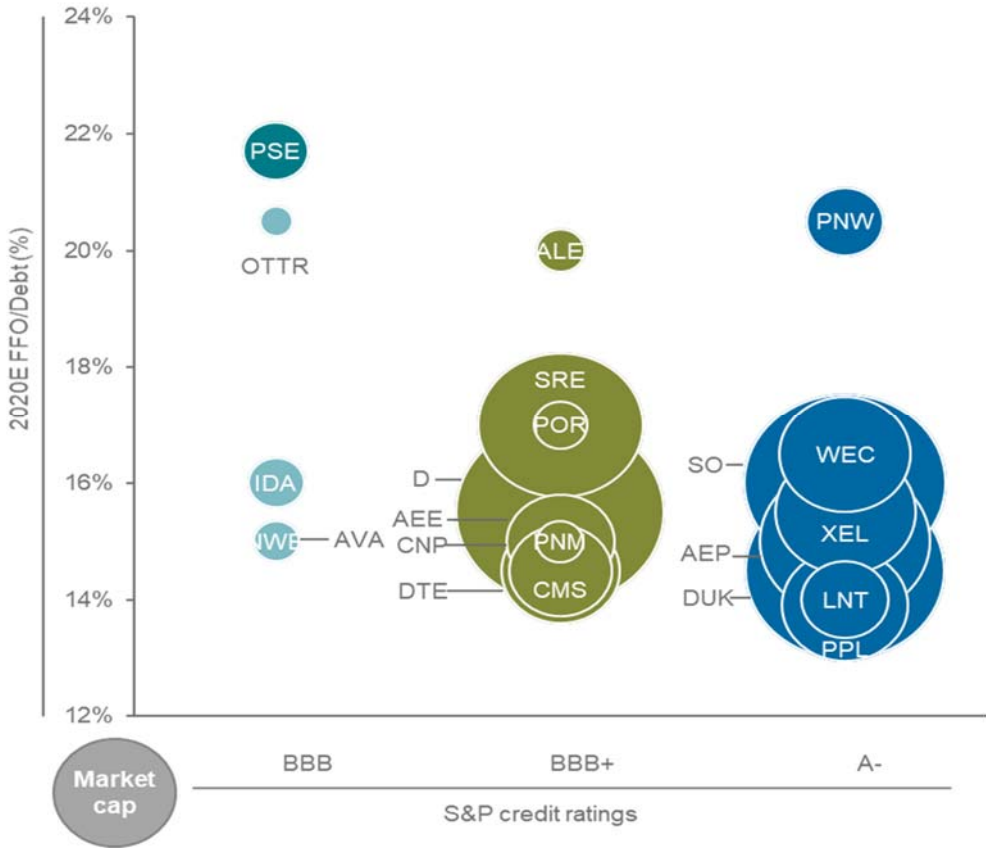 24%
22%
20%
18%
16%
14%
12%
2020E FFO/Debt (%)
PSE
OTTR
IDA
NWE
AVA
ALE
SRE
POR
D
AEE
CNP
PNM
DTE
CMS
PNW
SO
WEC
XEL
AEP
DUK
LNT
PPL
Market
cap
BBB
BBB+
A-
S&P credit ratings